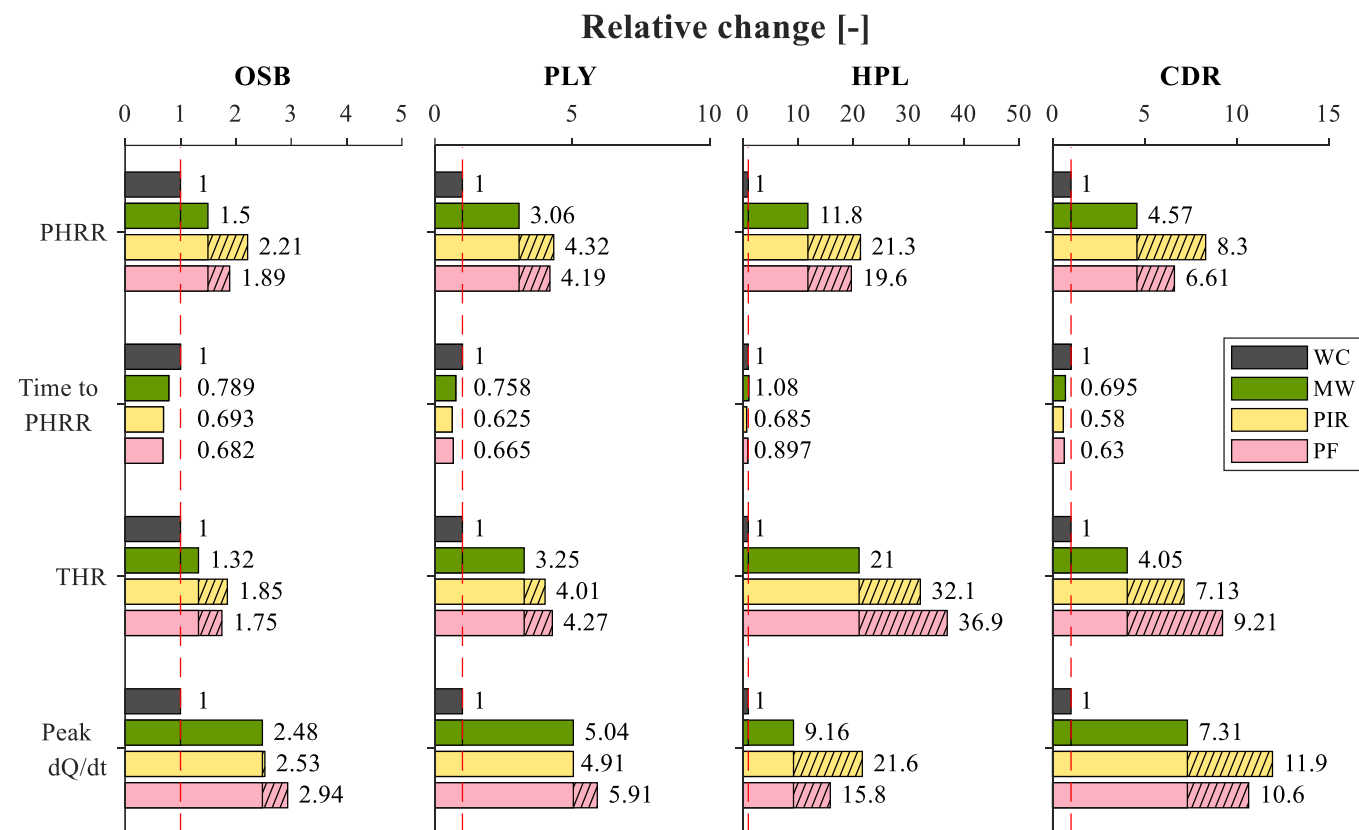 Relative change [-]
OSB PLY HPL CDR
0 1 2 3 4 5 0 5 10 0 10 20 30 40 50 0 5 10 15
1 1 1 1
PHRR 1.5 3.06 11.8 4.57
2.21 4.32 21.3 8.3
1.89 4.19 19.6 6.61
1 1 1 1 WC
Time to 0.789 0.758 1.08 0.695 MW
PHRR 0.693 0.625 0.685 0.58 PIR
0.682 0.665 0.897 0.63 PF
1 1 1 1
THR 1.32 3.25 21 4.05
1.85 4.01 32.1 7.13
1.75 4.27 36.9 9.21
1 1 1 1
Peak 2.48 5.04 9.16 7.31
dQ/dt 2.53 4.91 21.6 11.9
2.94 5.91 15.8 10.6